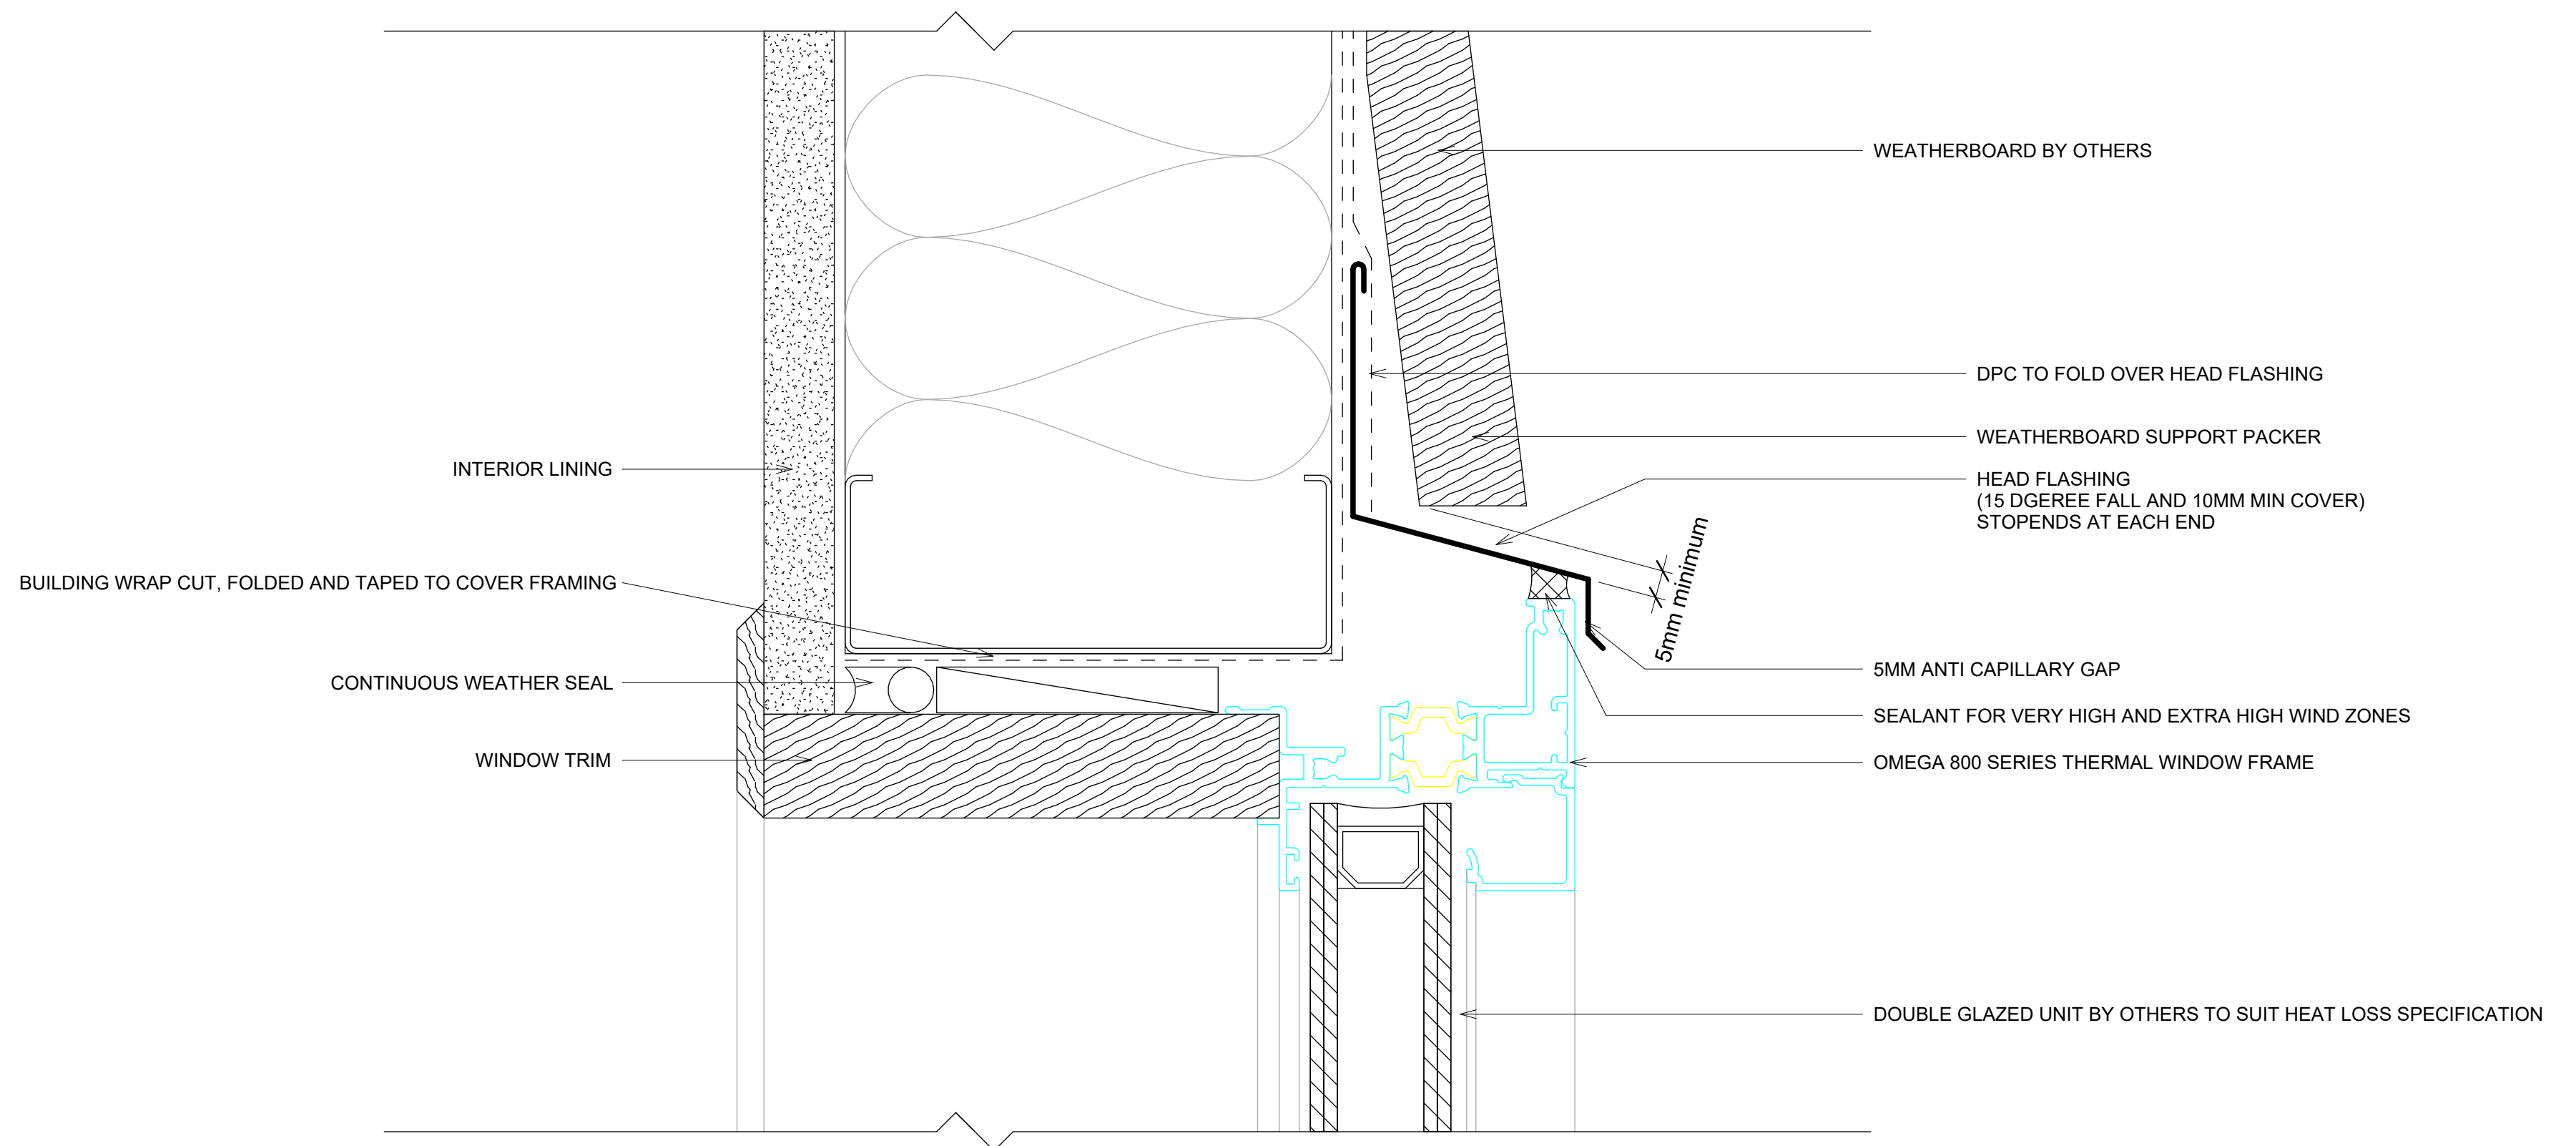 WEATHERBOARD BY OTHERS
DPC TO FOLD OVER HEAD FLASHING
WEATHERBOARD SUPPORT PACKER
HEAD FLASHING
(15 DGEREE FALL AND 10MM MIN COVER)
STOPENDS AT EACH END
5mm minimum
5MM ANTI CAPILLARY GAP
SEALANT FOR VERY HIGH AND EXTRA HIGH WIND ZONES
OMEGA 800 SERIES THERMAL WINDOW FRAME
DOUBLE GLAZED UNIT BY OTHERS TO SUIT HEAT LOSS SPECIFICATION
INTERIOR LINING
BUILDING WRAP CUT, FOLDED AND TAPED TO COVER FRAMING
CONTINUOUS WEATHER SEAL
WINDOW TRIM